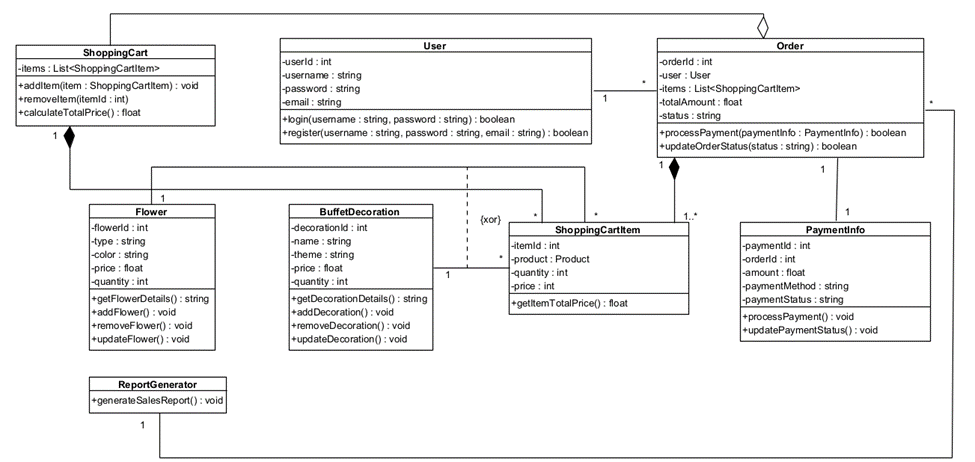 ShoppingCart
-items : List<ShoppingCartItem>
+addItem(item : ShoppingCartItem) : void
+removeItem(itemId : int)
+calculateTotalPrice() : float
1
User
-userId : int
-username : string
-password : string
-email : string
+login(username : string, password : string) : boolean
+register(username : string, password : string, email : string) : boolean
1
*
Order
-orderId : int
-user : User
-items : List<ShoppingCartItem>
-totalAmount : float
-status : string
+processPayment(paymentInfo : PaymentInfo) : boolean
+updateOrderStatus(status : string) : boolean
*
1
1
1..*
1
1
Flower
-flowerId : int
-type : string
-color : string
-price : float
-quantity : int
+getFlowerDetails() : string
+addFlower() : void
+removeFlower() : void
+updateFlower() : void
BuffetDecoration
-decorationId : int
-name : string
-theme : string
-price : float
-quantity : int
+getDecorationDetails() : string
+addDecoration() : void
+removeDecoration() : void
+updateDecoration() : void
1
{xor}
*
*
*
ShoppingCartItem
-itemId : int
-product : Product
-quantity : int
-price : int
+getItemTotalPrice() : float
PaymentInfo
-paymentId : int
-orderId : int
-amount : float
-paymentMethod : string
-paymentStatus : string
+processPayment() : void
+updatePaymentStatus() : void
ReportGenerator
+generateSalesReport() : void
1